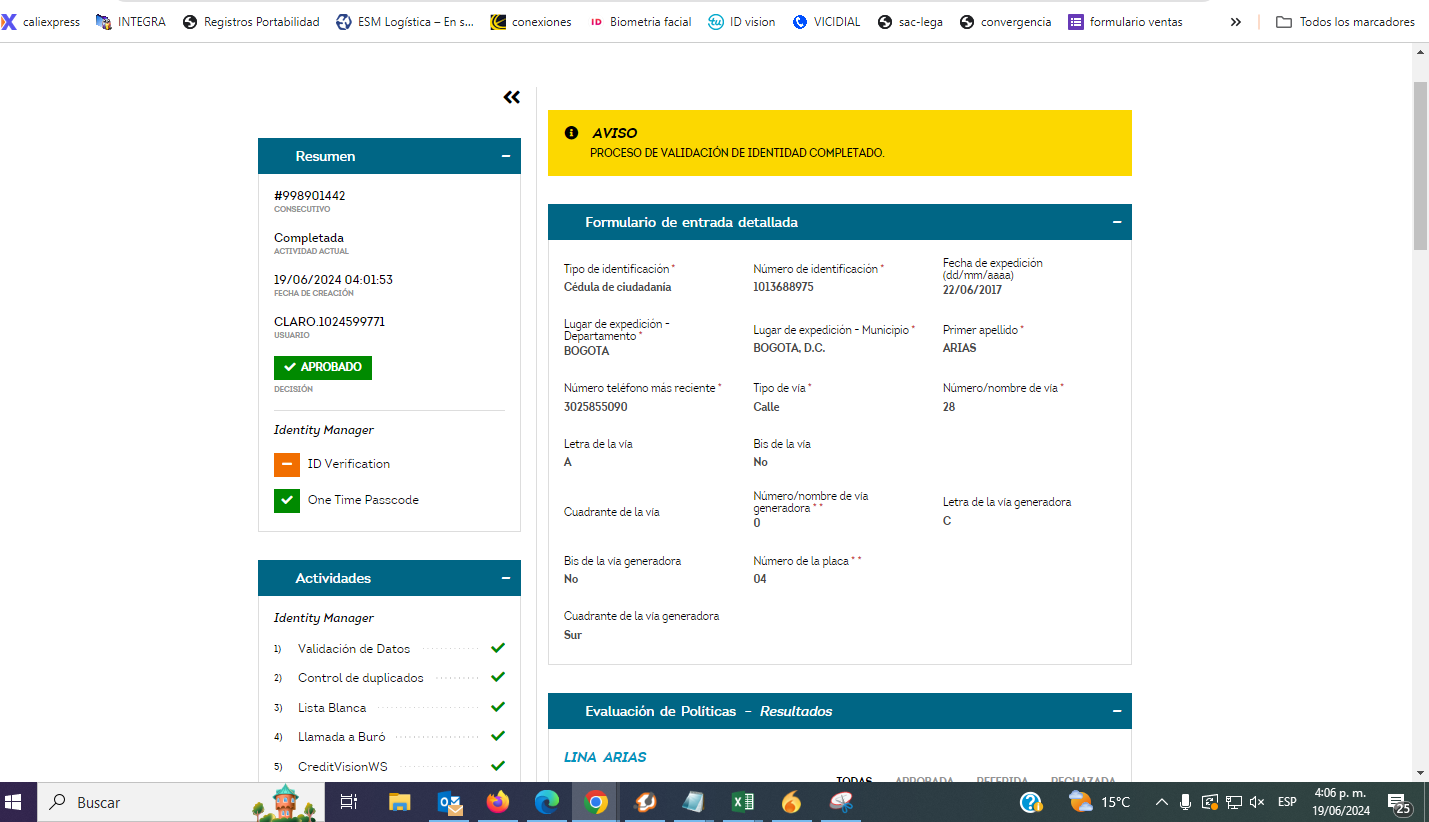 caliexpress INTEGRA Registros Portabilidad ESM Logística – En s... conexiones ID Biometria facial tu ID vision VICIDIAL sac-lega convergencia formulario ventas » Todos los marcadores
Resumen
#998901442
CONSECUTIVO
Completada
ACTIVIDAD ACTUAL
19/06/2024 04:01:53
FECHA DE CREACIÓN
CLARO.1024599771
USUARIO
APROBADO
DECISIÓN
Identity Manager
ID Verification
One Time Passcode
Actividades
Identity Manager
1) Validación de Datos
2) Control de duplicados
3) Lista Blanca
4) Llamada a Buró
5) CreditVisionWS
AVISO
PROCESO DE VALIDACIÓN DE IDENTIDAD COMPLETADO.
Formulario de entrada detallada
Tipo de identificación *
Cédula de ciudadanía
Número de identificación *
1013688975
Fecha de expedición
(dd/mm/aaaa)
22/06/2017
Lugar de expedición -
Departamento *
BOGOTA
Lugar de expedición - Municipio *
BOGOTA, D.C.
Primer apellido *
ARIAS
Número teléfono más reciente *
3025855090
Tipo de vía *
Calle
Número/nombre de vía *
28
Letra de la vía
A
Bis de la vía
No
Cuadrante de la vía
Número/nombre de vía
generadora * *
0
Letra de la vía generadora
C
Bis de la vía generadora
No
Número de la placa * *
04
Cuadrante de la vía generadora
Sur
Evaluación de Políticas - Resultados
LINA ARIAS
TODAS APROBADA REFERIDA RECHAZADA
Buscar
15°C
ESP
4:06 p. m.
19/06/2024
25